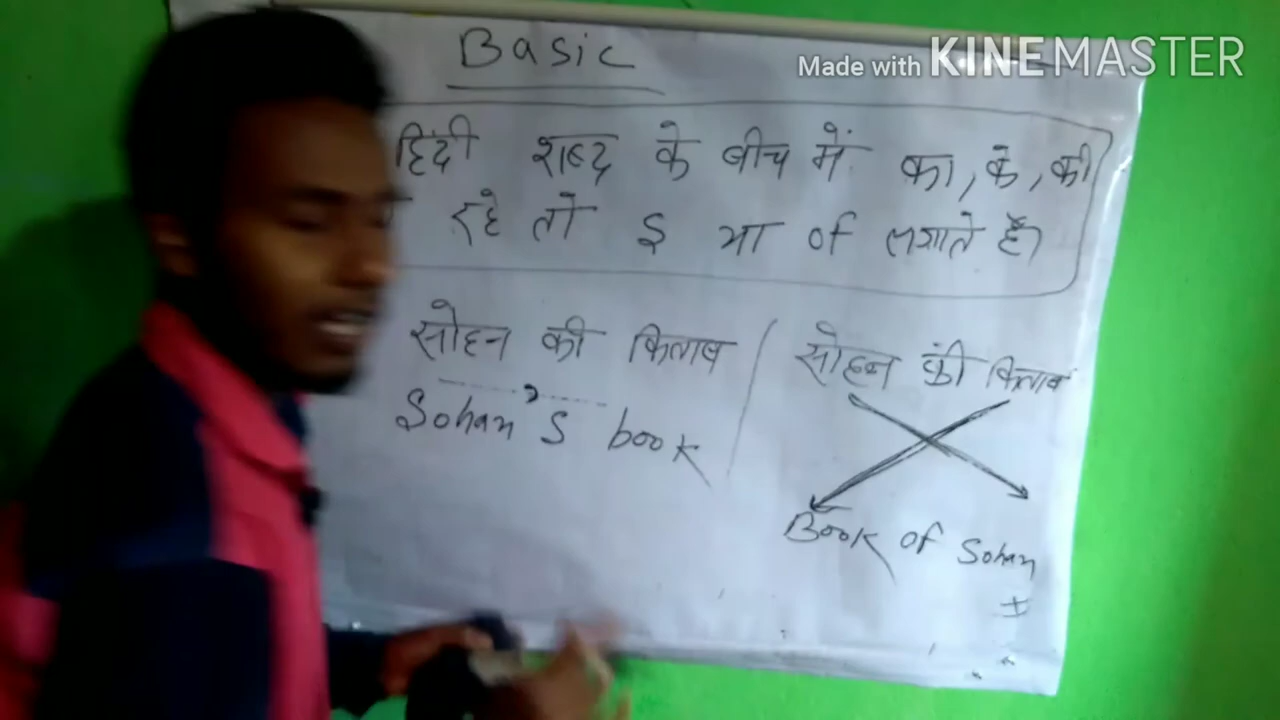 Basic
Made with KINEMASTER
हिंदी शब्द के बीच में का, के, की
रहे तो S या of लगाते हैं
सोहन की किताब / सोहन की किताब
Sohan's book
Book of Sohan